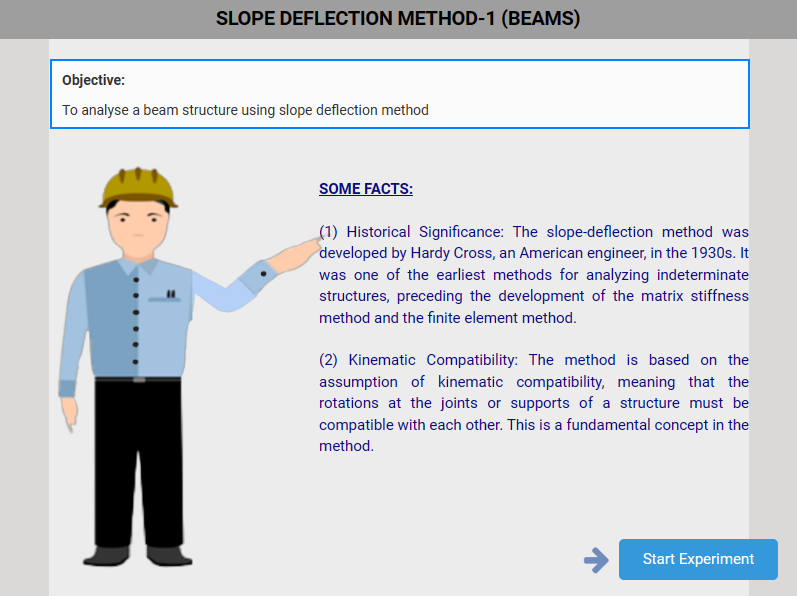 SLOPE DEFLECTION METHOD-1 (BEAMS)
Objective:
To analyse a beam structure using slope deflection method
SOME FACTS:
(1) Historical Significance: The slope-deflection method was
developed by Hardy Cross, an American engineer, in the 1930s. It
was one of the earliest methods for analyzing indeterminate
structures, preceding the development of the matrix stiffness
method and the finite element method.
(2) Kinematic Compatibility: The method is based on the
assumption of kinematic compatibility, meaning that the
rotations at the joints or supports of a structure must be
compatible with each other. This is a fundamental concept in the
method.
Start Experiment